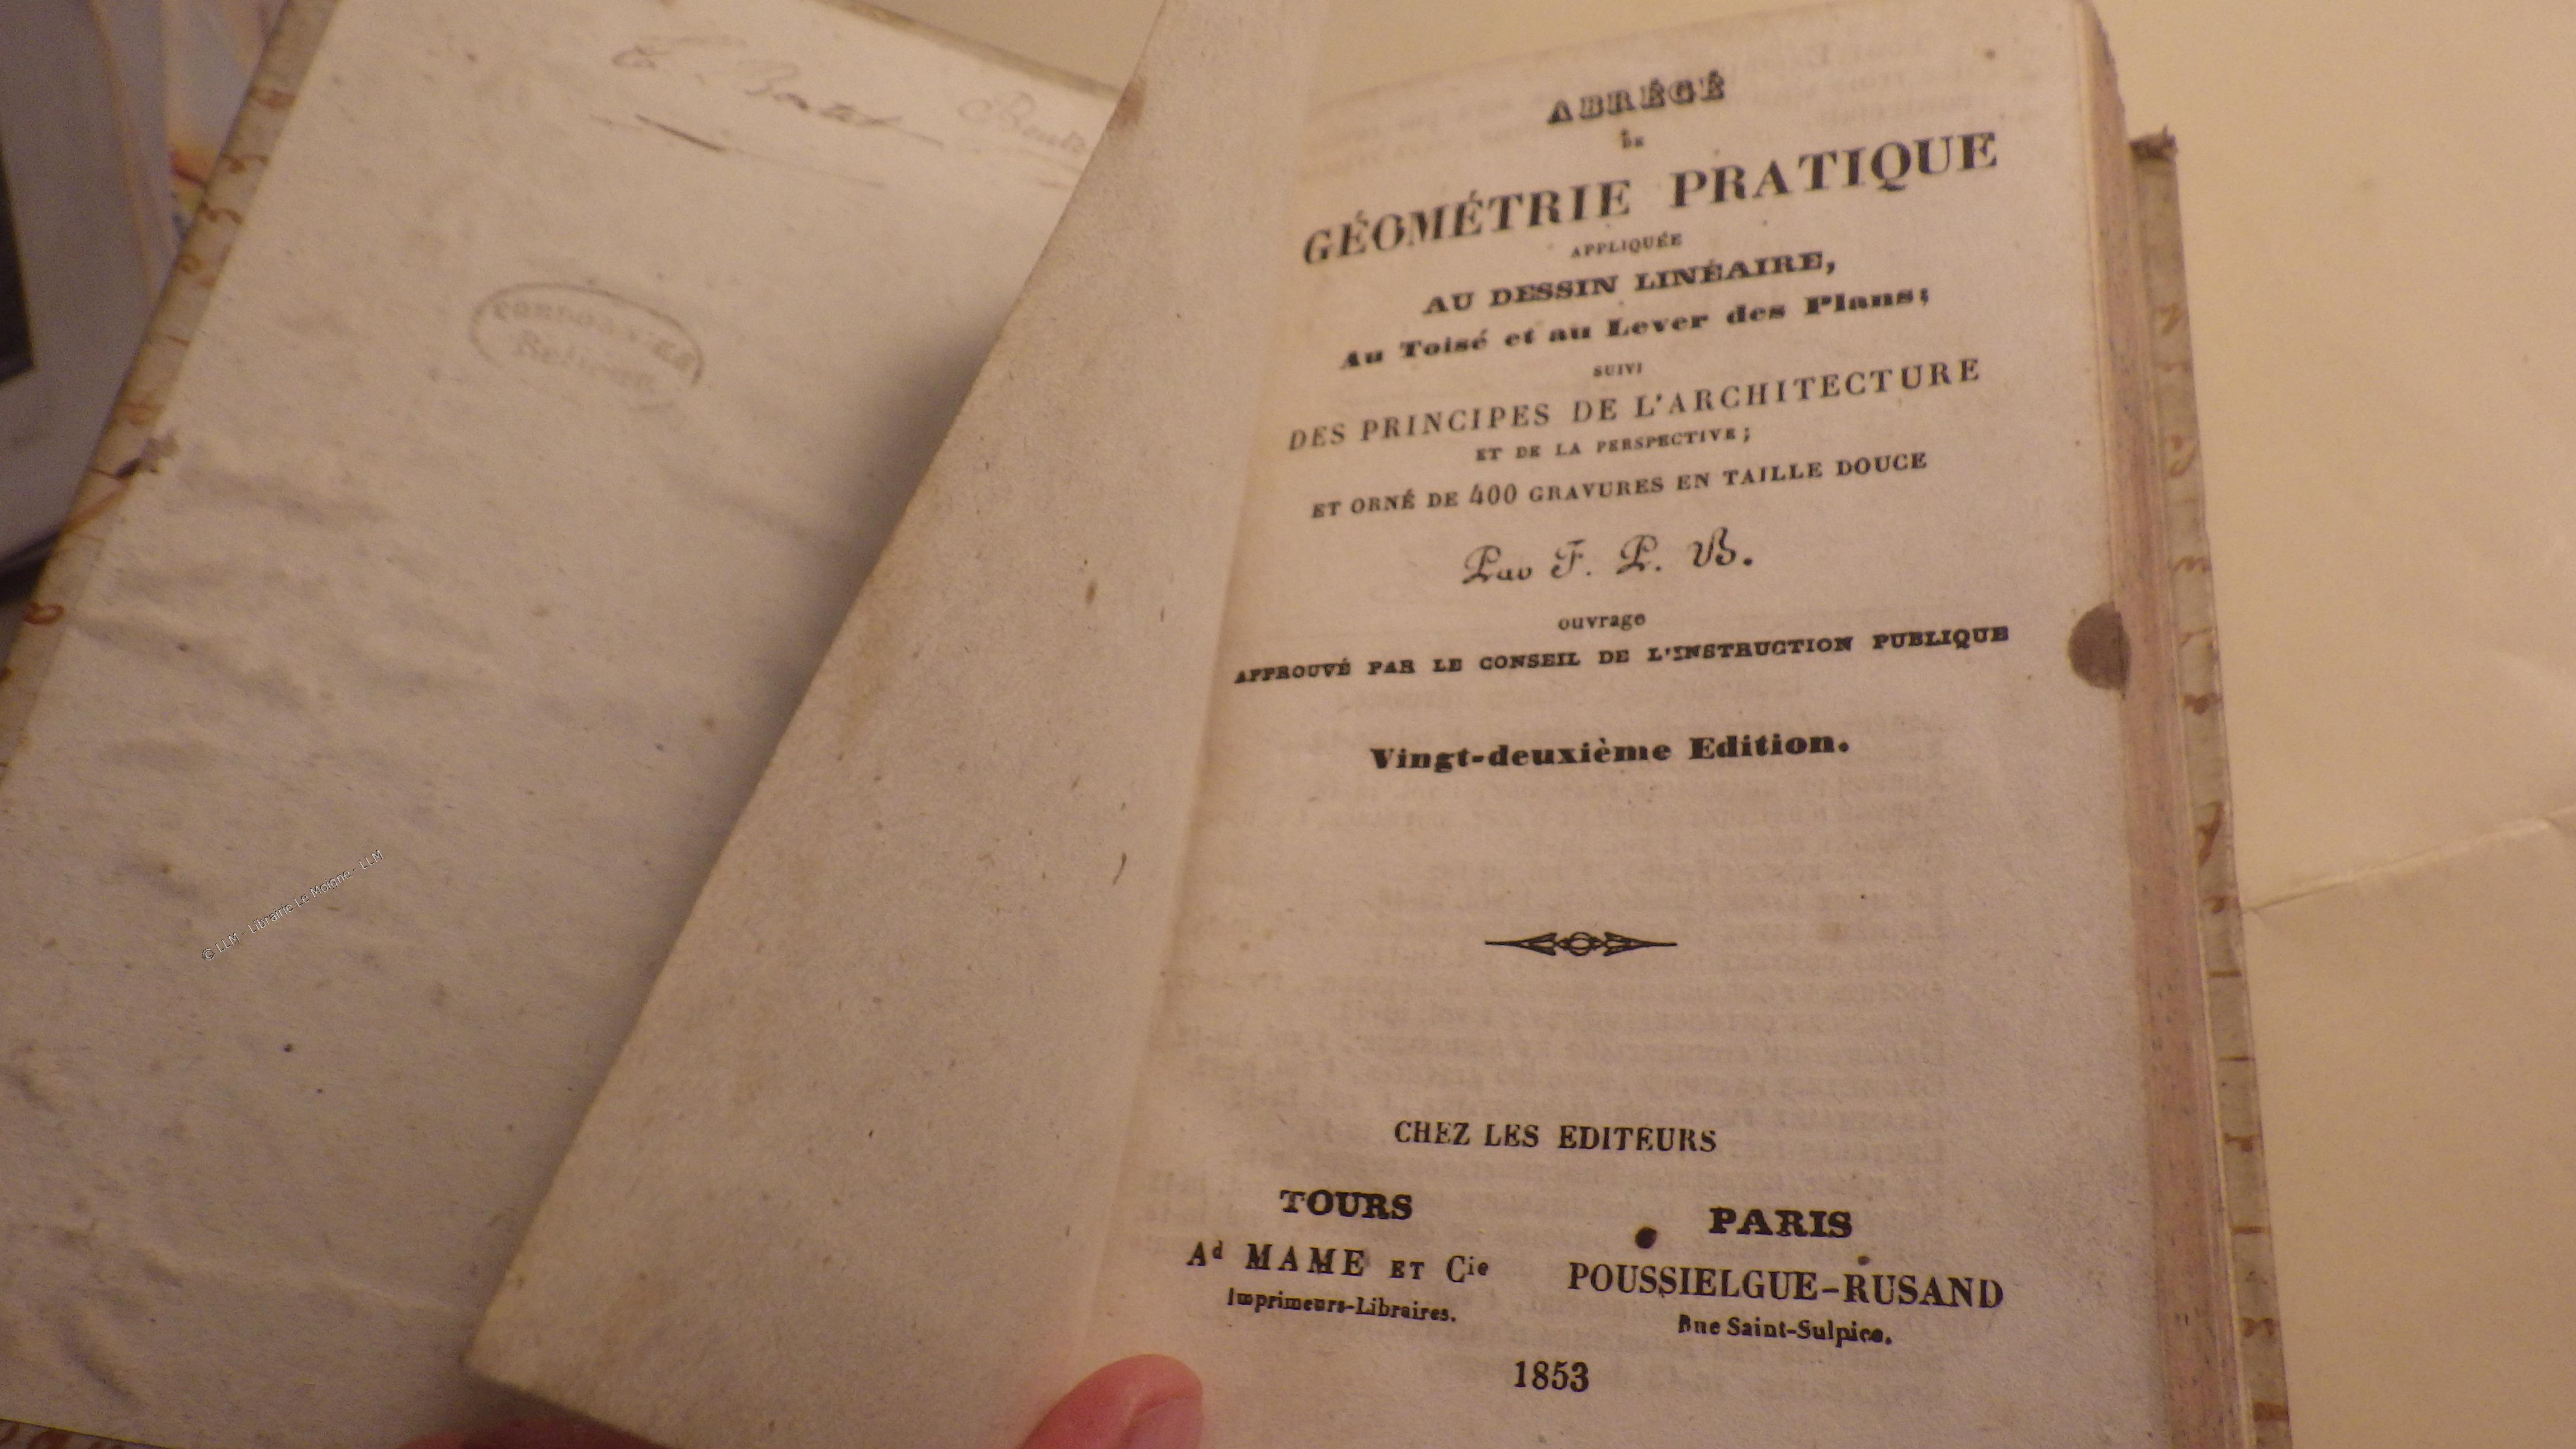 ABRÉGÉ
DE
GÉOMÉTRIE PRATIQUE
APPLIQUÉE
AU DESSIN LINÉAIRE,
Au Toisé et au Lever des Plans;
SUIVI
DES PRINCIPES DE L'ARCHITECTURE
ET DE LA PERSPECTIVE;
ET ORNÉ DE 400 GRAVURES EN TAILLE DOUCE
Par F. P. B.
ouvrage
APPROUVÉ PAR LE CONSEIL DE L'INSTRUCTION PUBLIQUE
Vingt-deuxième Edition.
CHEZ LES EDITEURS
TOURS
Ad MAME ET Cie
Imprimeurs-Libraires.
PARIS
POUSSIELGUE-RUSAND
Rue Saint-Sulpice.
1853
© LLM - Librairie Le Moigne - LLM